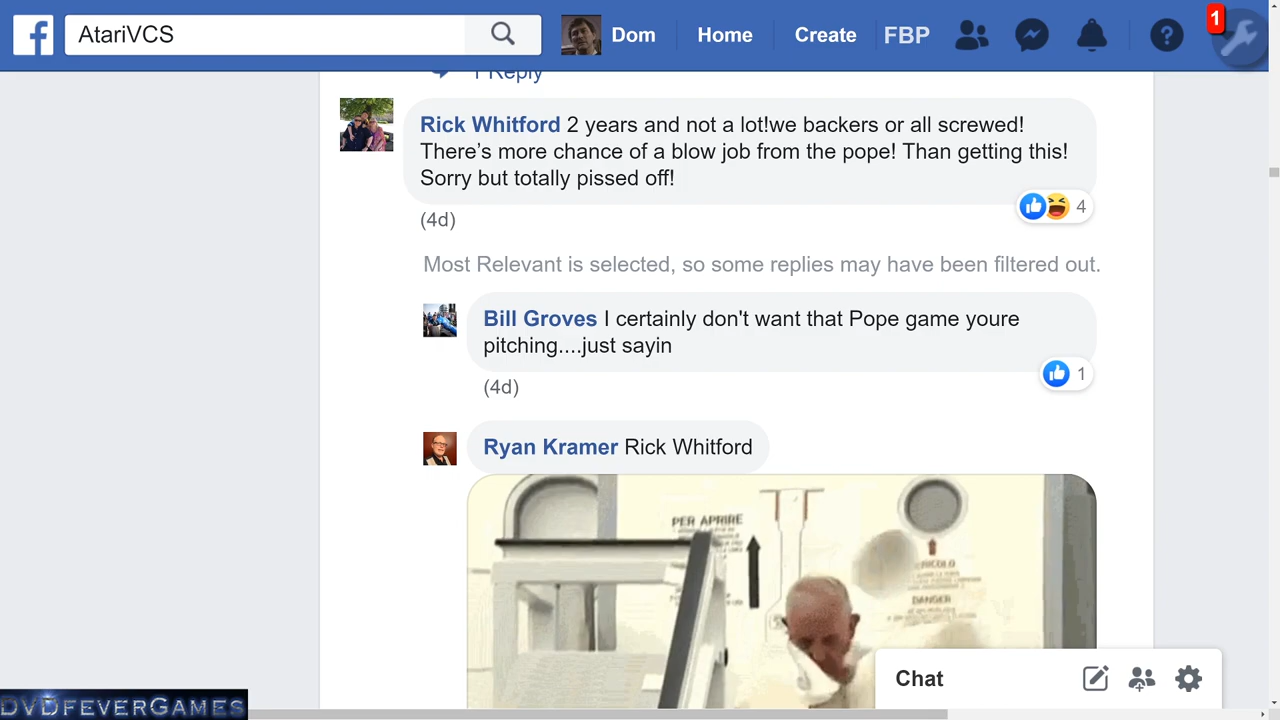 AtariVCS
Dom
Home
Create
FBP
1
1 Reply
Rick Whitford 2 years and not a lot!we backers or all screwed!
There's more chance of a blow job from the pope! Than getting this!
Sorry but totally pissed off!
4
(4d)
Most Relevant is selected, so some replies may have been filtered out.
Bill Groves I certainly don't want that Pope game youre
pitching....just sayin
1
(4d)
Ryan Kramer Rick Whitford
PER APRIRE
DANGER
Chat
DVDFEVERGAMES